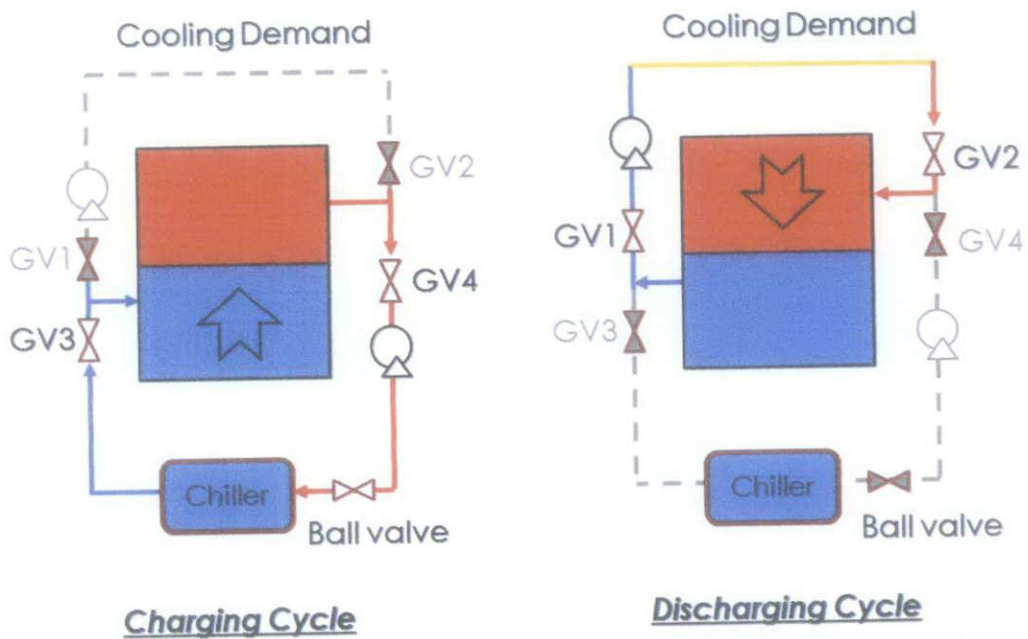 Cooling Demand
GV2
GV1
GV4
GV3
Chiller
Ball valve
Charging Cycle
Cooling Demand
GV2
GV1
GV4
GV3
Chiller
Ball valve
Discharging Cycle